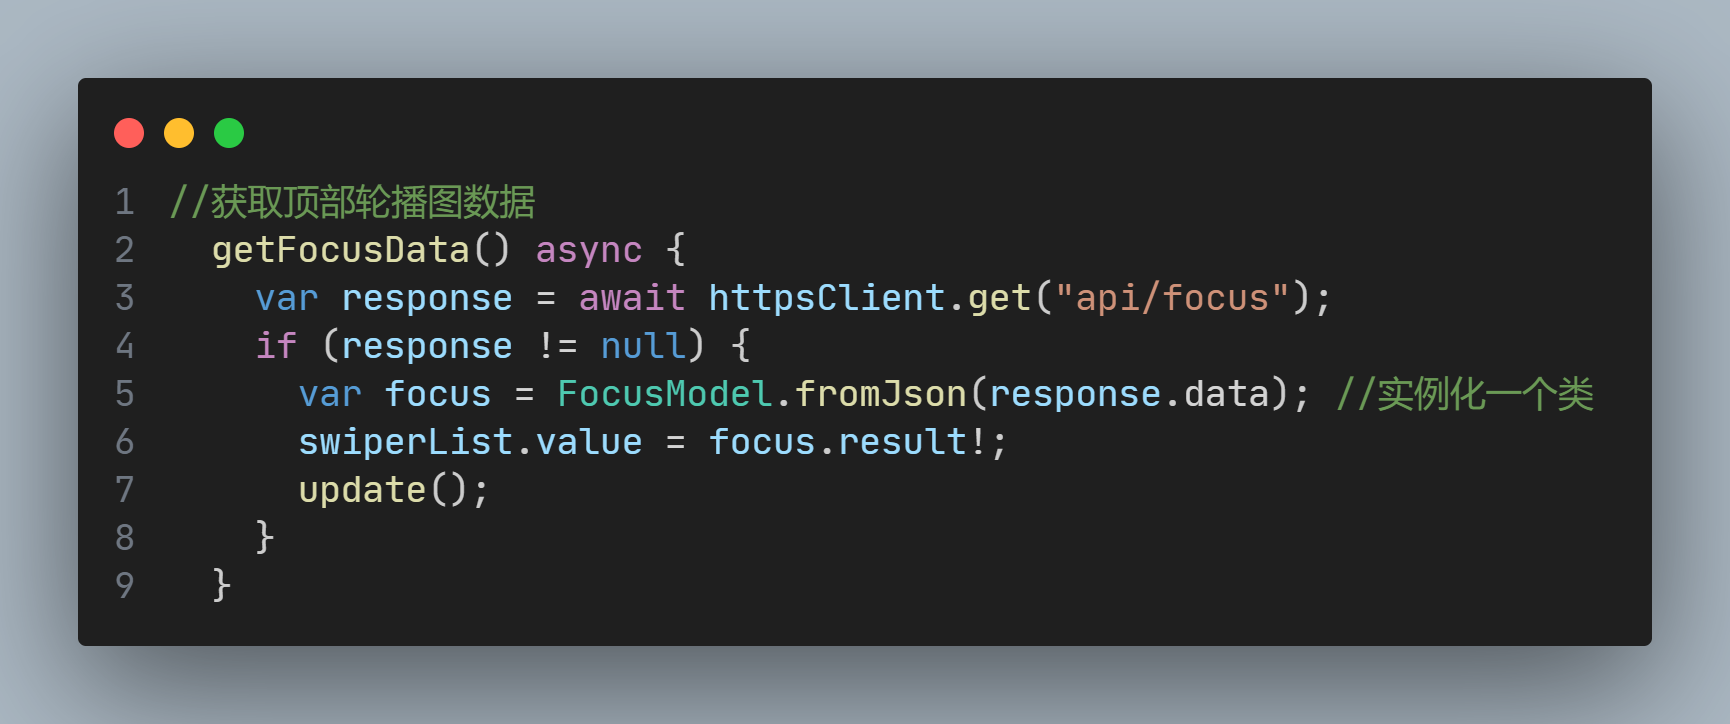 1 //获取顶部轮播图数据
2   getFocusData() async {
3     var response = await httpsClient.get("api/focus");
4     if (response != null) {
5       var focus = FocusModel.fromJson(response.data); //实例化一个类
6       swiperList.value = focus.result!;
7       update();
8     }
9   }